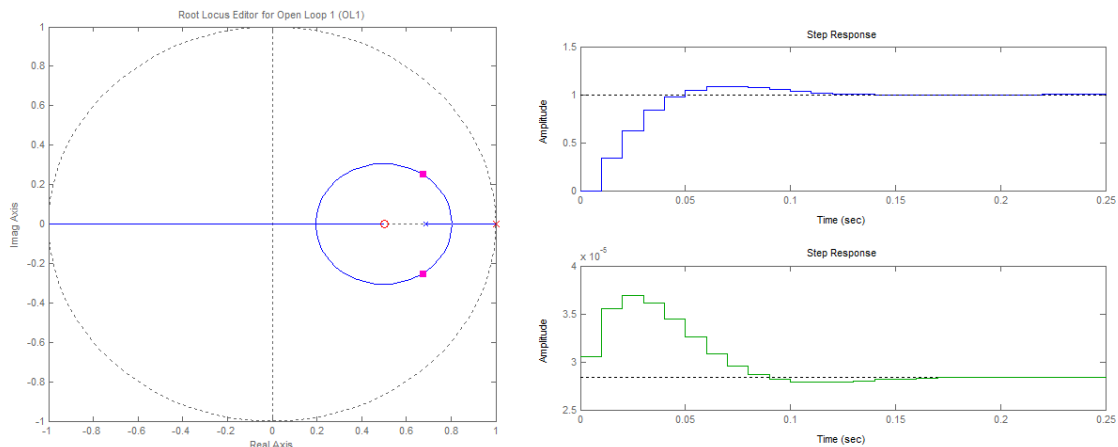 Root Locus Editor for Open Loop 1 (OL1)
1
0.8
0.6
0.4
0.2
0
-0.2
-0.4
-0.6
-0.8
-1
Imag Axis
-1 -0.8 -0.6 -0.4 -0.2 0 0.2 0.4 0.6 0.8 1
Real Axis
Step Response
1.5
1
0.5
0
Amplitude
0 0.05 0.1 0.15 0.2 0.25
Time (sec)
Step Response
x 10-5
4
3.5
3
2.5
Amplitude
0 0.05 0.1 0.15 0.2 0.25
Time (sec)